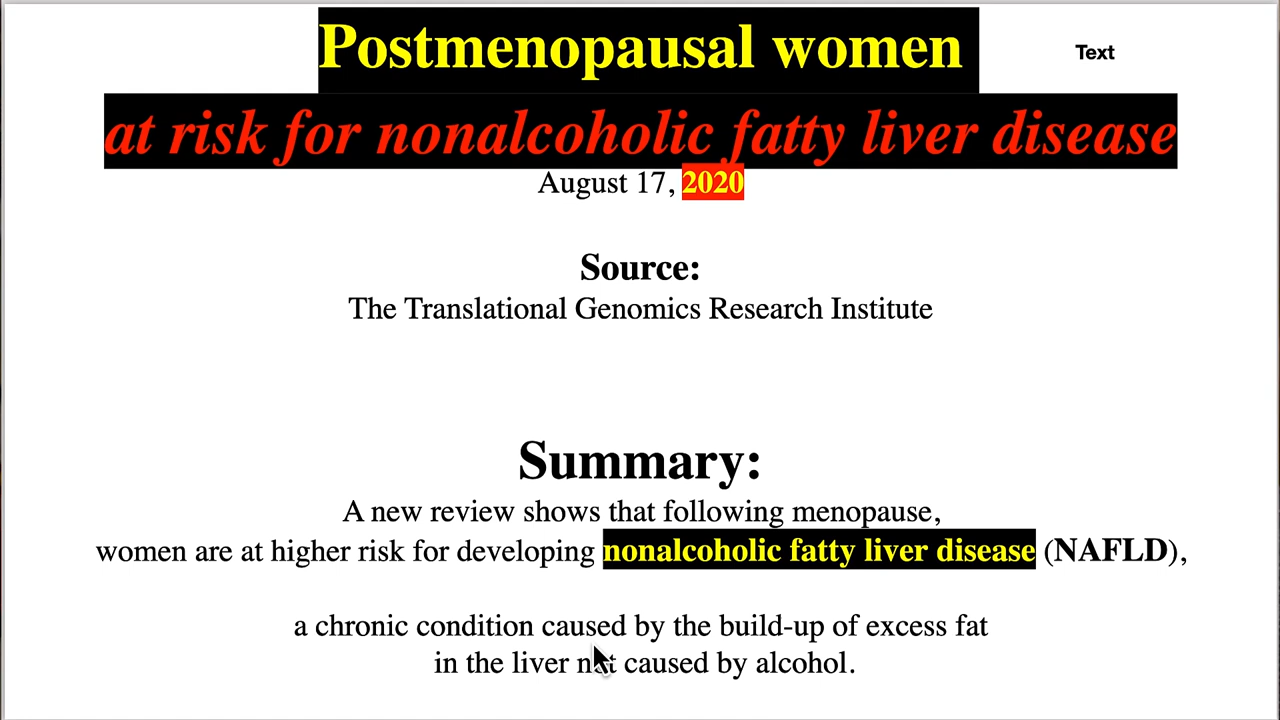 Postmenopausal women
Text
at risk for nonalcoholic fatty liver disease
August 17, 2020
Source:
The Translational Genomics Research Institute
Summary:
A new review shows that following menopause,
women are at higher risk for developing nonalcoholic fatty liver disease (NAFLD),
a chronic condition caused by the build-up of excess fat
in the liver not caused by alcohol.